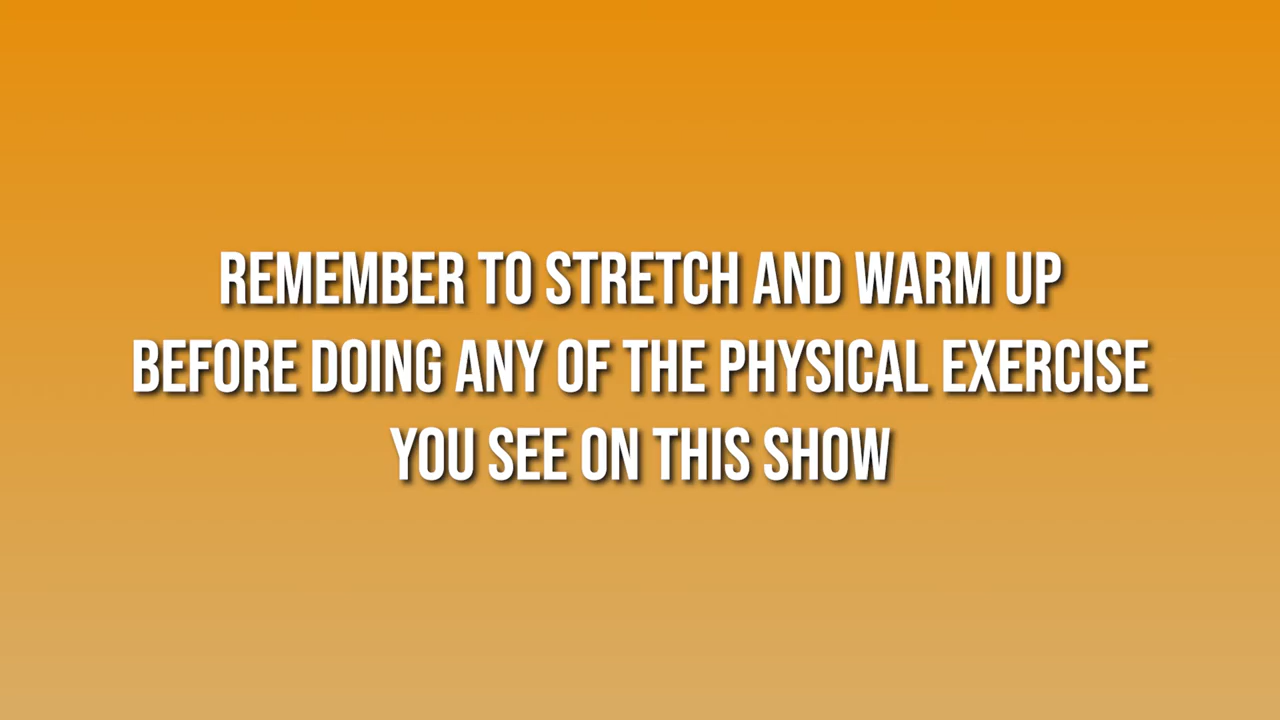 REMEMBER TO STRETCH AND WARM UP
BEFORE DOING ANY OF THE PHYSICAL EXERCISE
YOU SEE ON THIS SHOW